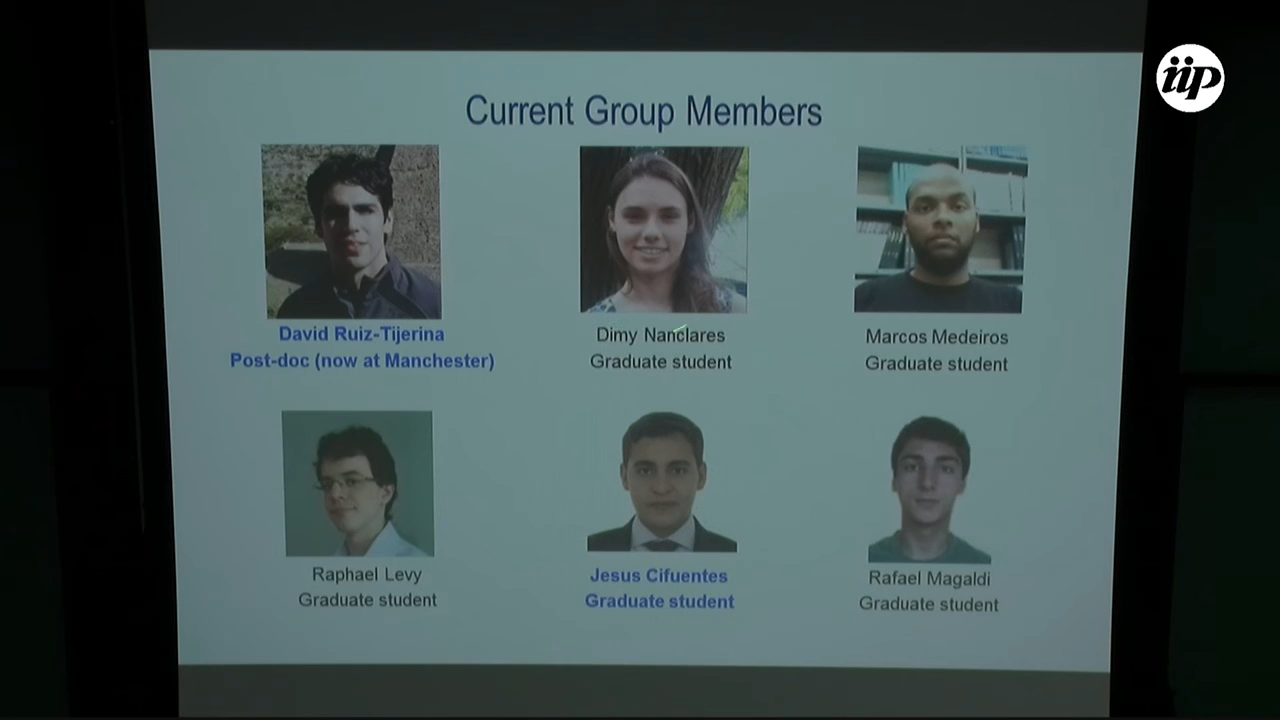 iip
Current Group Members
David Ruiz-Tijerina
Post-doc (now at Manchester)
Dimy Nanclares
Graduate student
Marcos Medeiros
Graduate student
Raphael Levy
Graduate student
Jesus Cifuentes
Graduate student
Rafael Magaldi
Graduate student